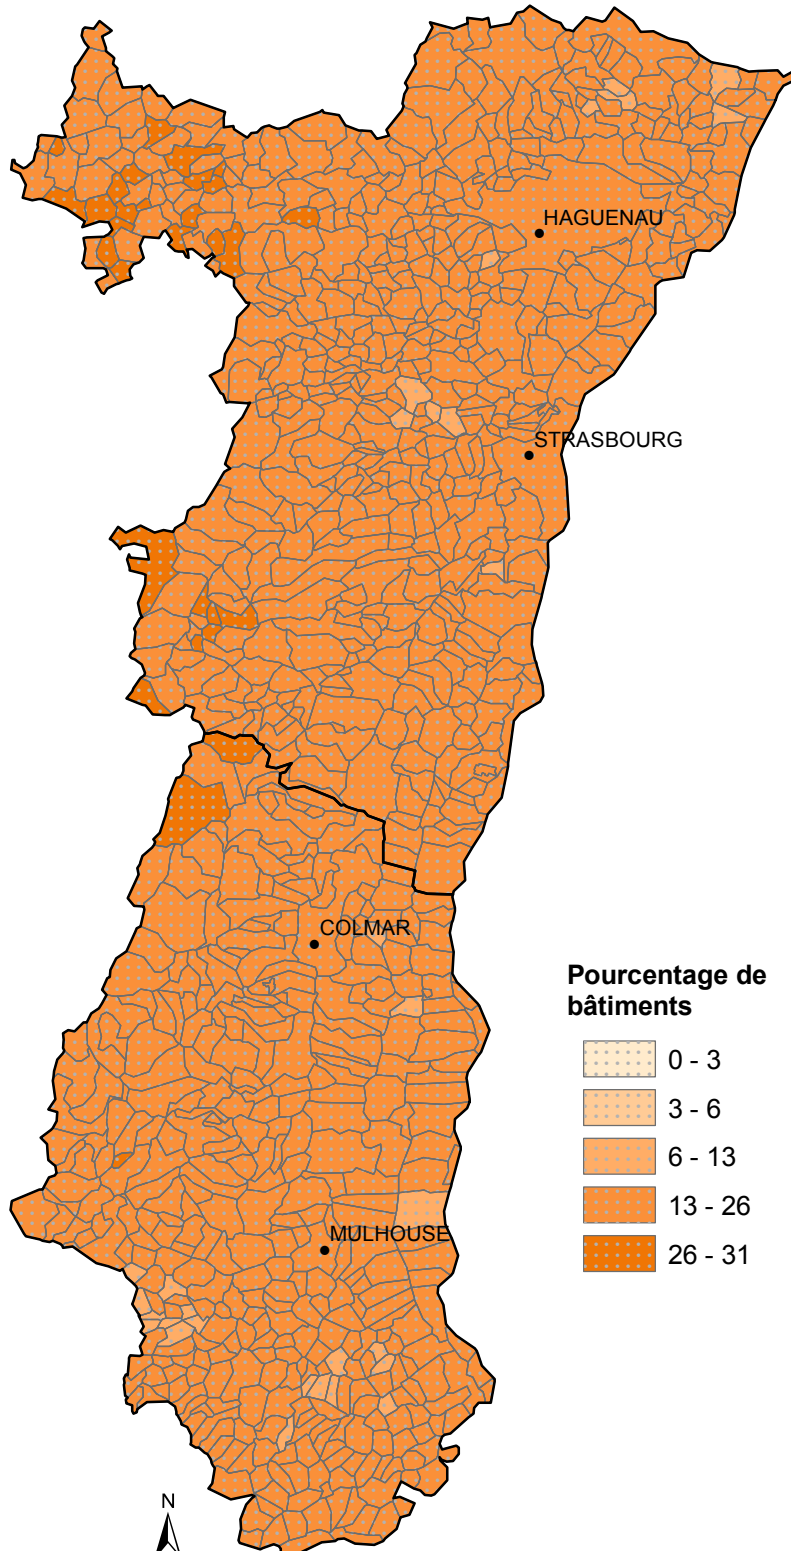 HAGUENAU
STRASBOURG
COLMAR
Pourcentage de
bâtiments
0 - 3
3 - 6
6 - 13
13 - 26
26 - 31
MULHOUSE
N